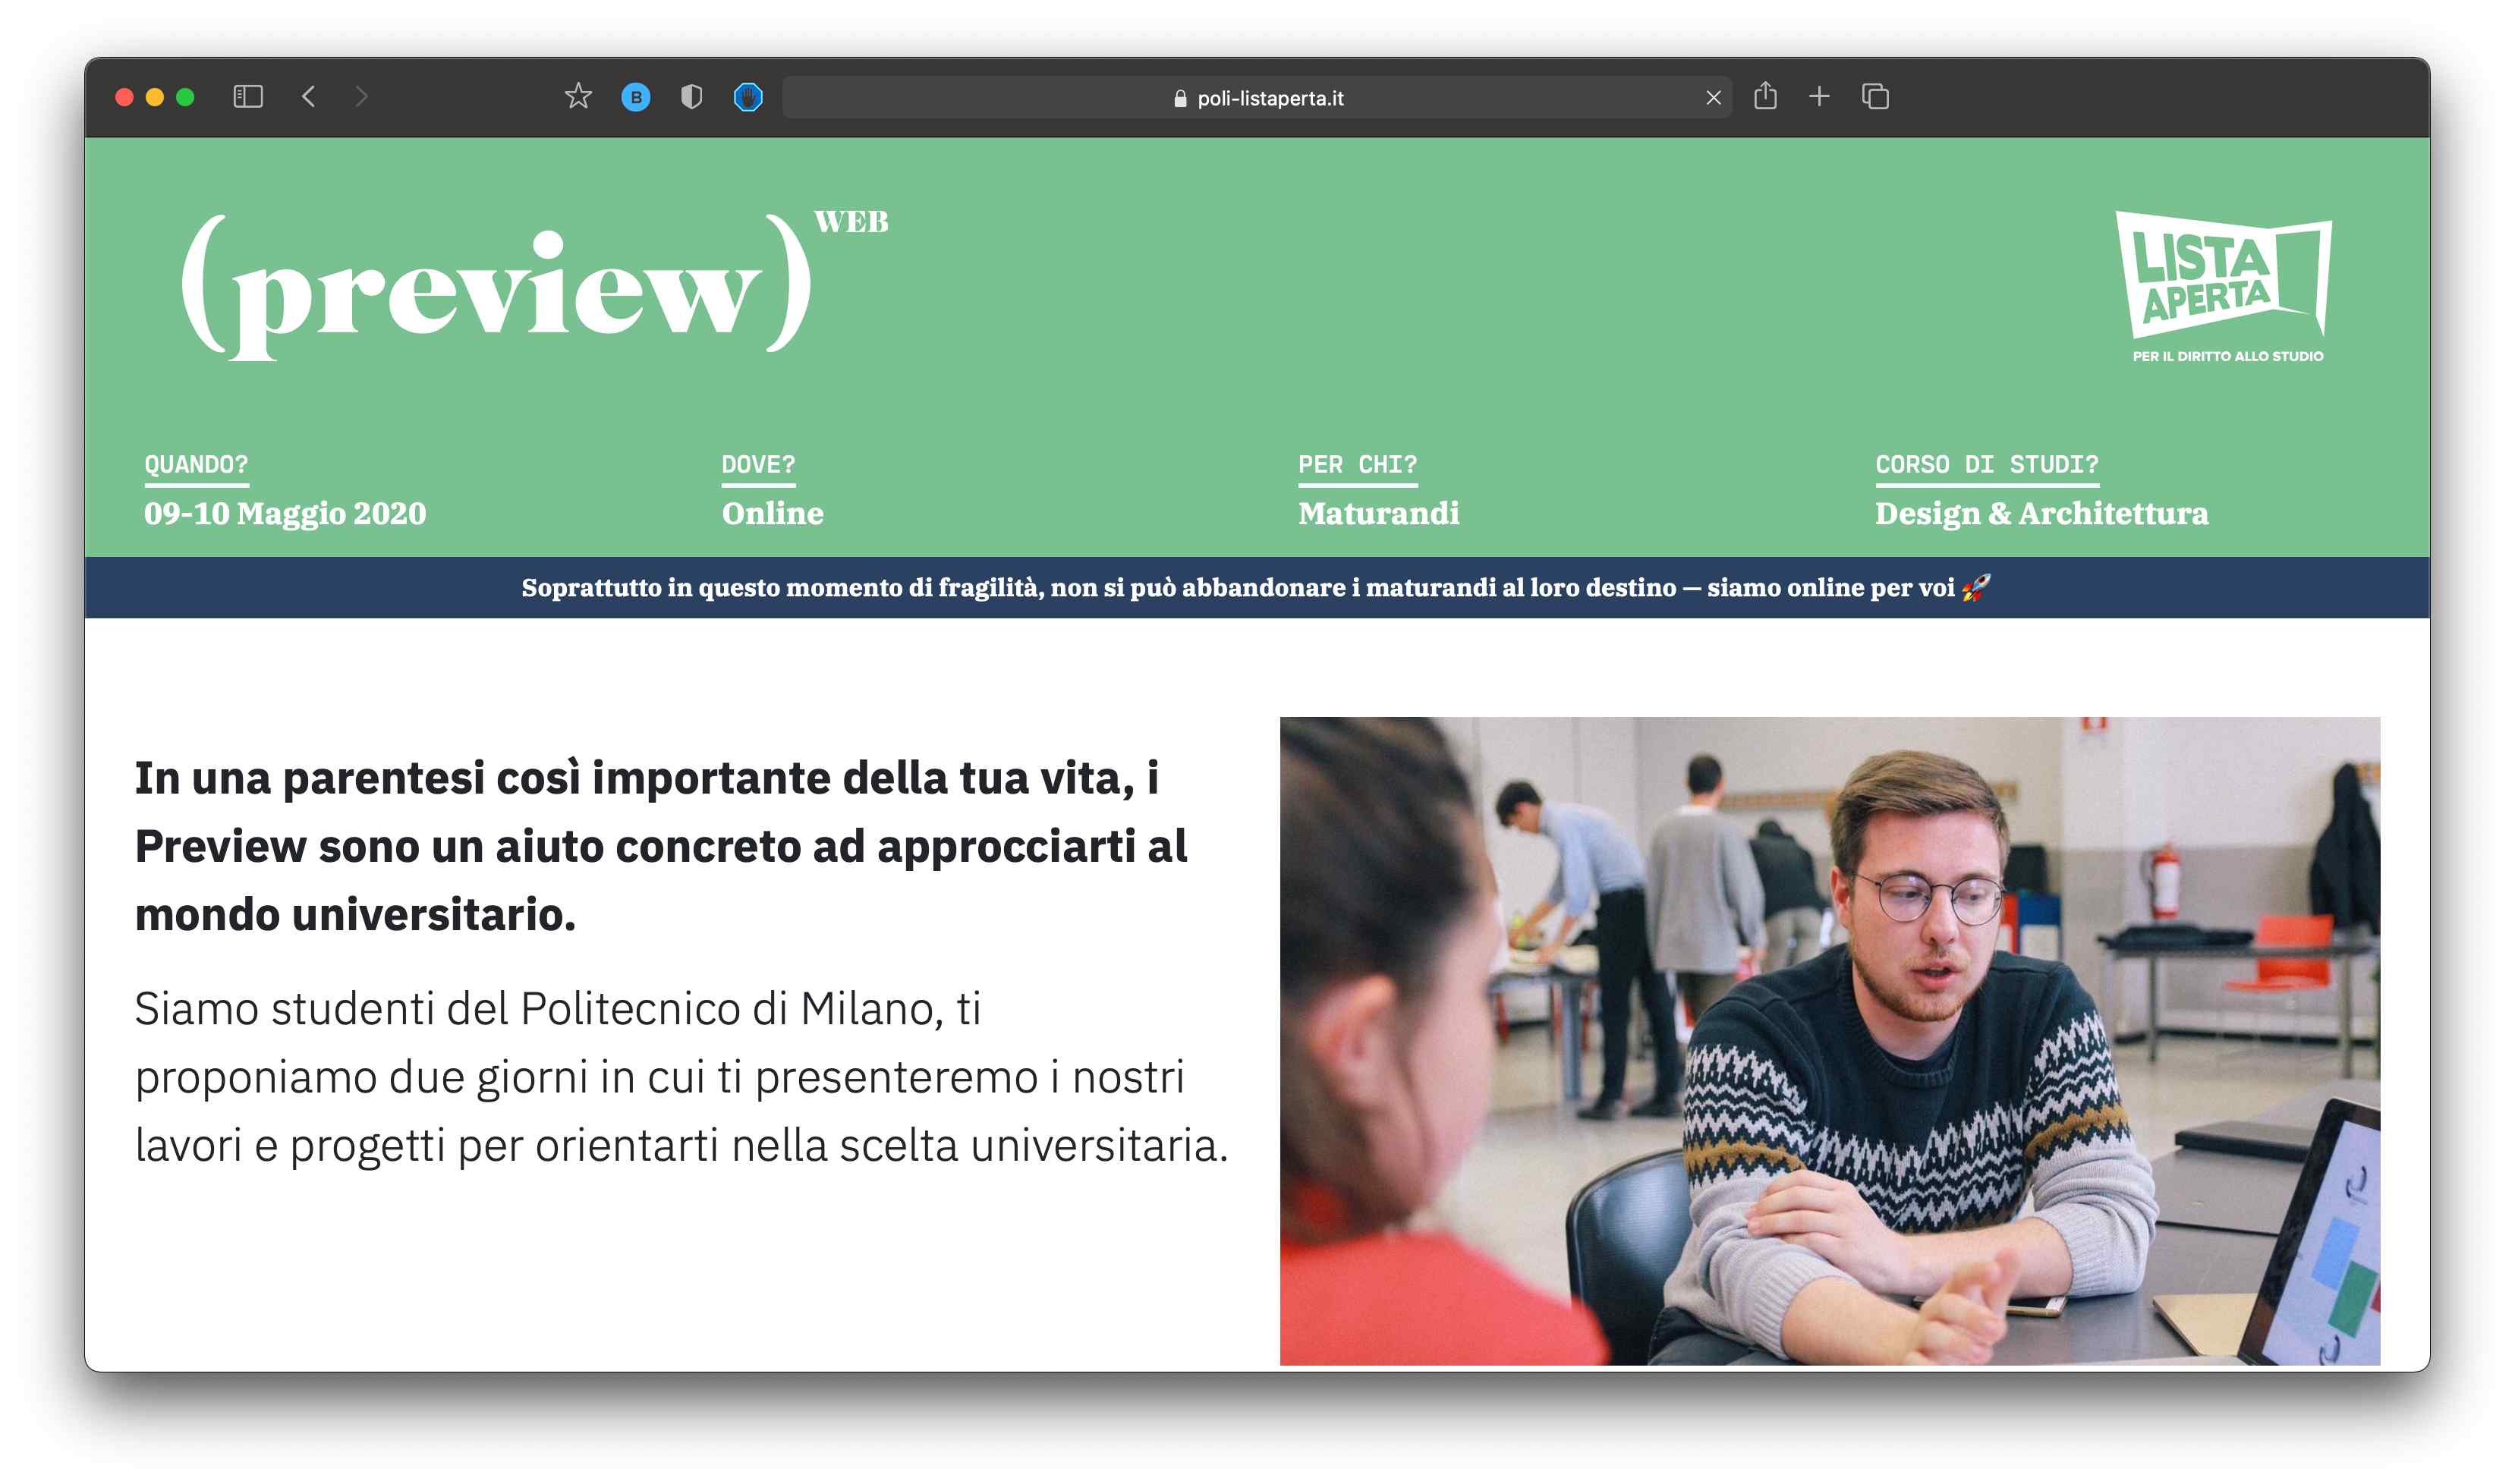 B
poli-listaperta.it
(preview) WEB
LISTA
APERTA
PER IL DIRITTO ALLO STUDIO
QUANDO?
09-10 Maggio 2020
DOVE?
Online
PER CHI?
Maturandi
CORSO DI STUDI?
Design & Architettura
Soprattutto in questo momento di fragilità, non si può abbandonare i maturandi al loro destino — siamo online per voi 🚀
In una parentesi così importante della tua vita, i
Preview sono un aiuto concreto ad approcciarti al
mondo universitario.
Siamo studenti del Politecnico di Milano, ti
proponiamo due giorni in cui ti presenteremo i nostri
lavori e progetti per orientarti nella scelta universitaria.